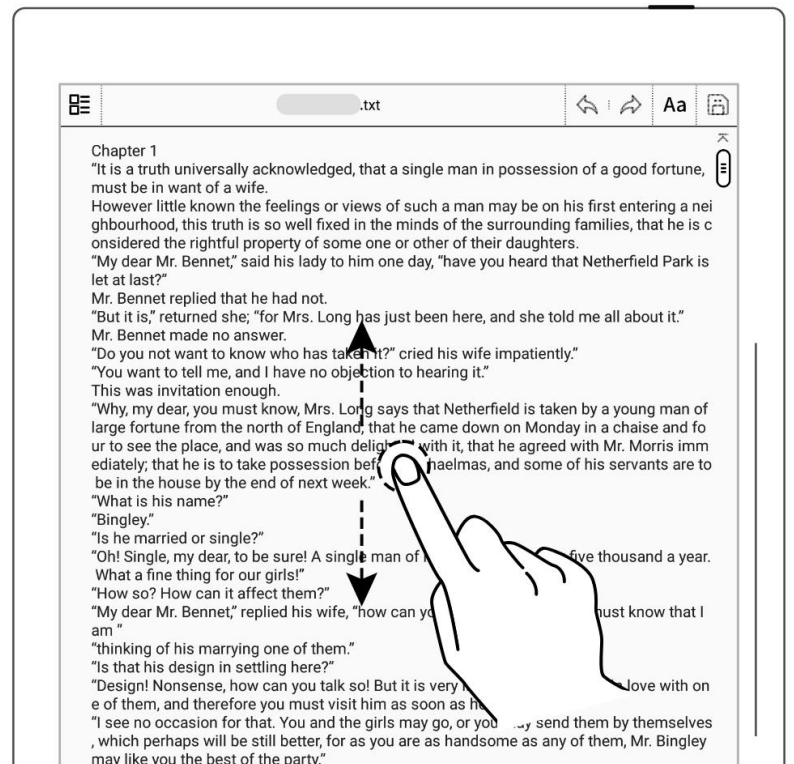 .txt
Aa
Chapter 1
“It is a truth universally acknowledged, that a single man in possession of a good fortune,
must be in want of a wife.
However little known the feelings or views of such a man may be on his first entering a nei
ghbourhood, this truth is so well fixed in the minds of the surrounding families, that he is c
onsidered the rightful property of some one or other of their daughters.
“My dear Mr. Bennet,” said his lady to him one day, “have you heard that Netherfield Park is
let at last?”
Mr. Bennet replied that he had not.
“But it is,” returned she; “for Mrs. Long has just been here, and she told me all about it.”
Mr. Bennet made no answer.
“Do you not want to know who has taken it?” cried his wife impatiently.”
“You want to tell me, and I have no objection to hearing it.”
This was invitation enough.
“Why, my dear, you must know, Mrs. Long says that Netherfield is taken by a young man of
large fortune from the north of England; that he came down on Monday in a chaise and fo
ur to see the place, and was so much with it, that he agreed with Mr. Morris imm
ediately; that he is to take possession and some of his servants are to
be in the house by the end of next week.”
“What is his name?”
“Bingley.”
“Is he married or single?”
“Oh! Single, my dear, to be sure! A single man of five thousand a year.
What a fine thing for our girls!”
“How so? How can it affect them?”
“My dear Mr. Bennet,” replied his wife, “how can must know that I
am ”
“thinking of his marrying one of them.”
“Is that his design in settling here?”
“Design! Nonsense, how can you talk so! But it is very love with on
e of them, and therefore you must visit him as soon as
“I see no occasion for that. You and the girls may go, or you send them by themselves
, which perhaps will be still better, for as you are as handsome as any of them, Mr. Bingley
may like you the best of the party.”